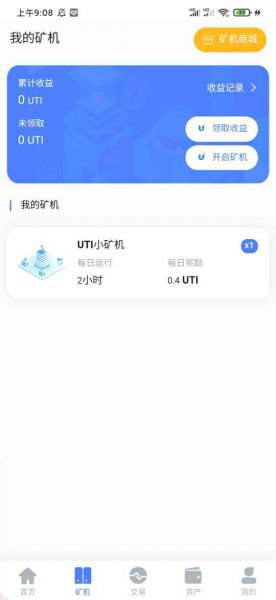 上午9:08
我的矿机
矿机商城
累计收益
收益记录
0 UTI
未领取
领取收益
0 UTI
开启矿机
我的矿机
UTI小矿机
x1
每日运行
每日奖励
2小时
0.4 UTI
首页
矿机
交易
资产
我的